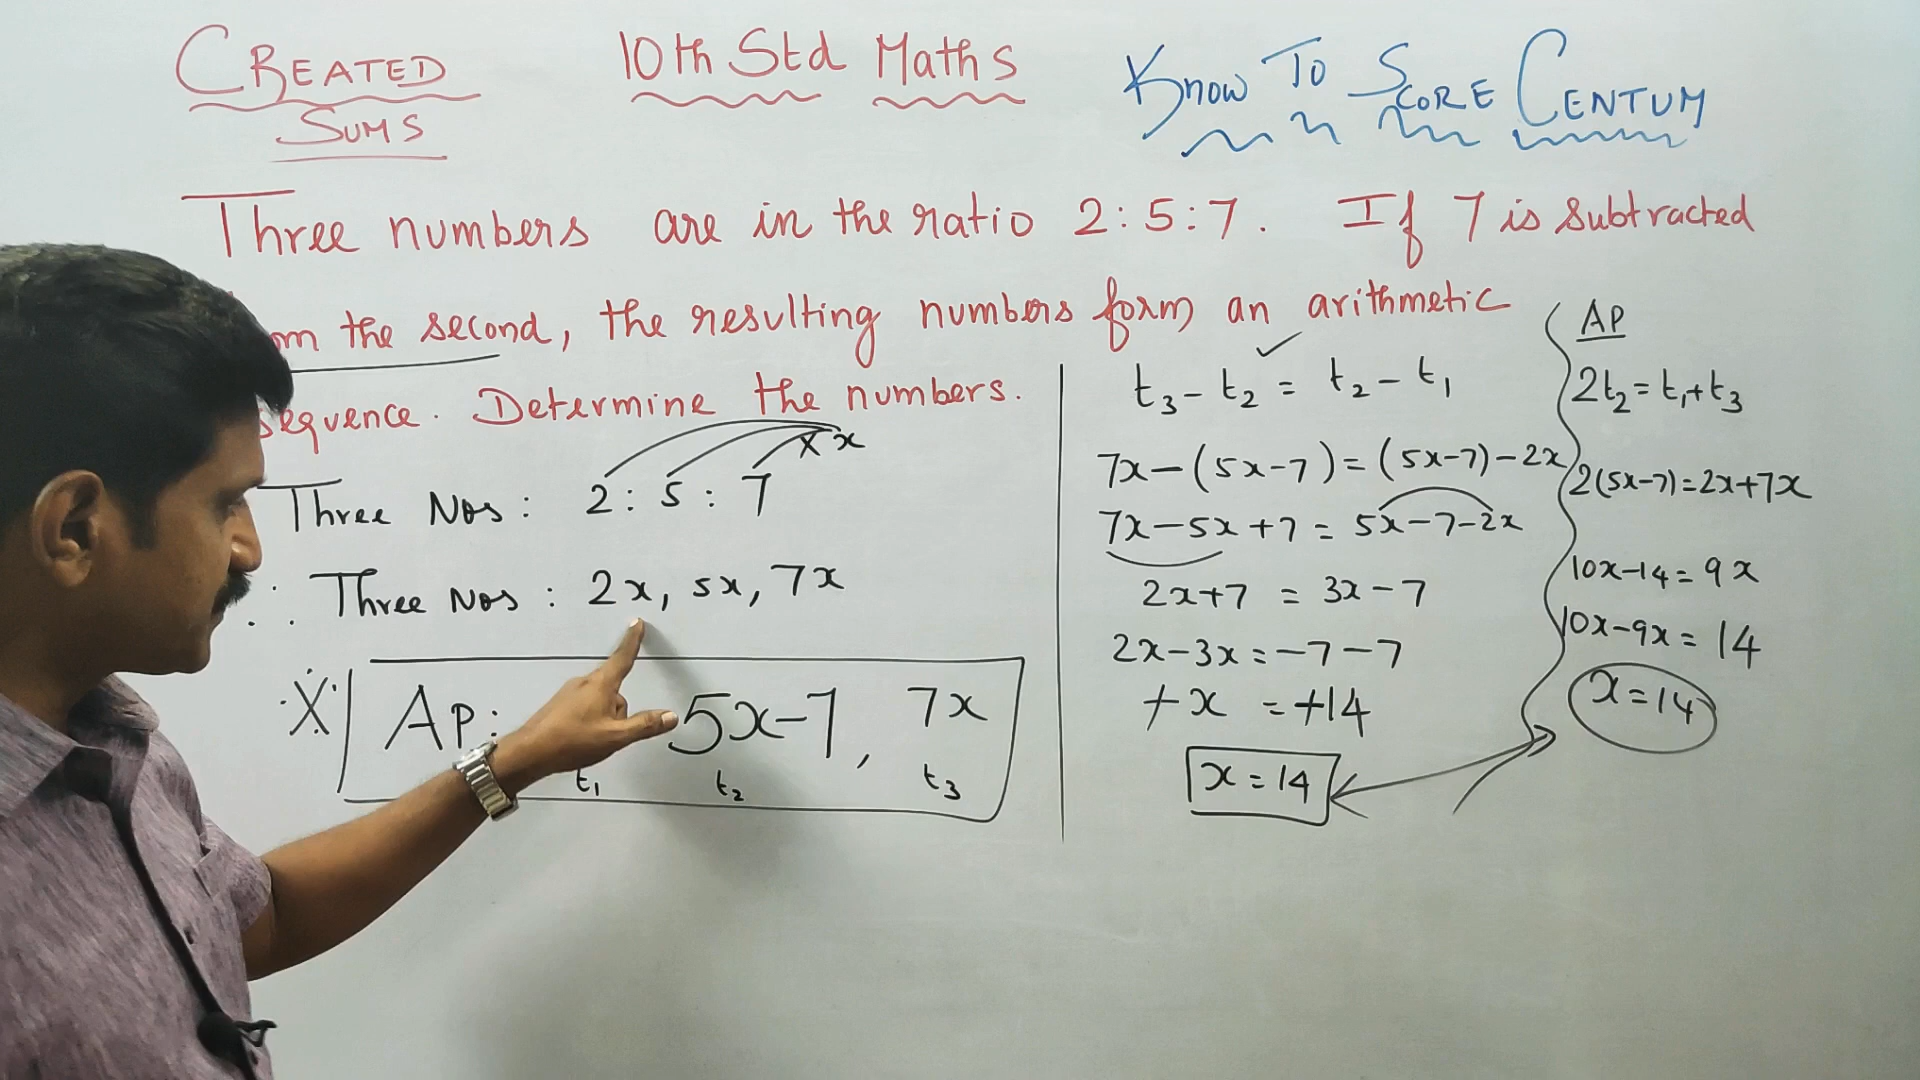 CREATED
SUMS
10th Std Maths
Know To Score Centum
Three numbers are in the ratio 2:5:7. If 7 is subtracted
the second, the resulting numbers form an arithmetic
sequence. Determine the numbers.
× x
Three Nos : 2 : 5 : 7
∴ Three Nos : 2x, 5x, 7x
AP: 5x-7, 7x
t₁ t₂ t₃
t₃ - t₂ = t₂ - t₁
7x - (5x-7) = (5x-7) - 2x
7x - 5x + 7 = 5x - 7 - 2x
2x+7 = 3x - 7
2x - 3x = -7 - 7
+x = +14
x = 14
AP
2t₂ = t₁ + t₃
2(5x-7) = 2x+7x
10x - 14 = 9x
10x - 9x = 14
x = 14